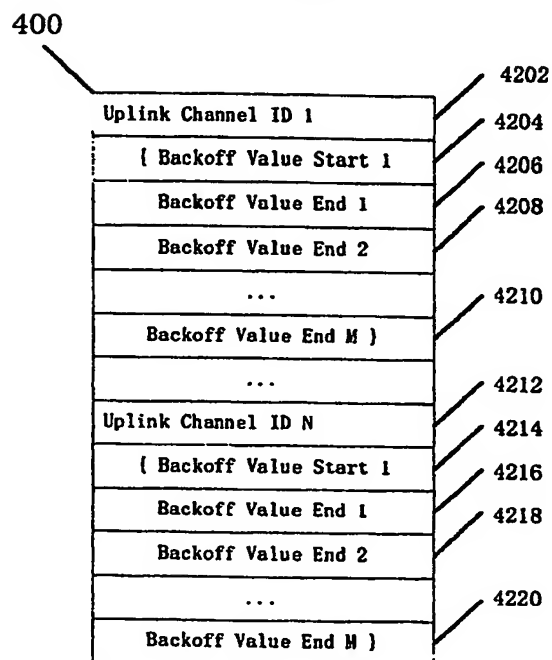 400
Uplink Channel ID 1
4202
{ Backoff Value Start 1
4204
Backoff Value End 1
4206
Backoff Value End 2
4208
...
Backoff Value End M }
4210
...
Uplink Channel ID N
4212
{ Backoff Value Start 1
4214
Backoff Value End 1
4216
Backoff Value End 2
4218
...
Backoff Value End M }
4220